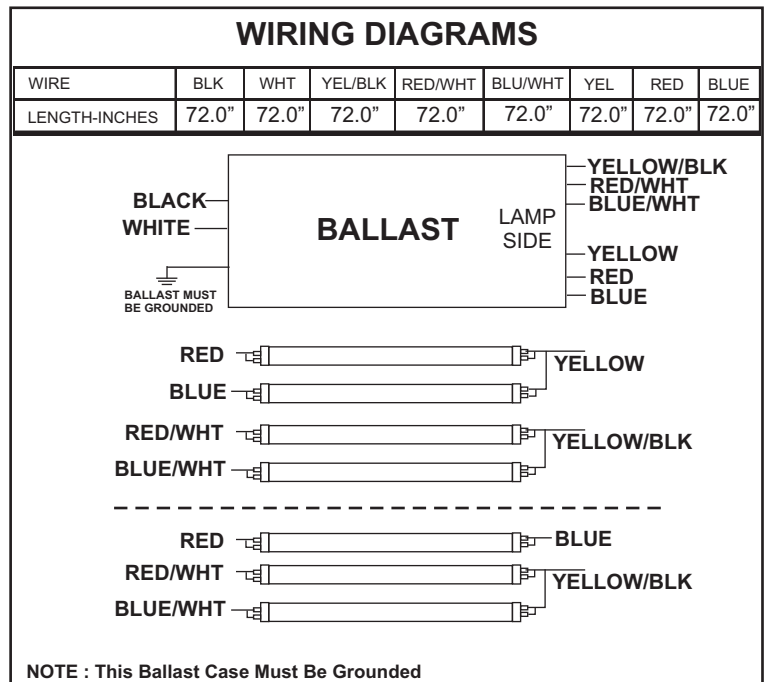 WIRING DIAGRAMS
WIRE BLK WHT YEL/BLK RED/WHT BLU/WHT YEL RED BLUE
LENGTH-INCHES 72.0" 72.0" 72.0" 72.0" 72.0" 72.0" 72.0" 72.0"
BLACK
WHITE
BALLAST MUST
BE GROUNDED
BALLAST
LAMP
SIDE
YELLOW/BLK
RED/WHT
BLUE/WHT
YELLOW
RED
BLUE
RED YELLOW
BLUE
RED/WHT YELLOW/BLK
BLUE/WHT
RED BLUE
RED/WHT YELLOW/BLK
BLUE/WHT
NOTE : This Ballast Case Must Be Grounded